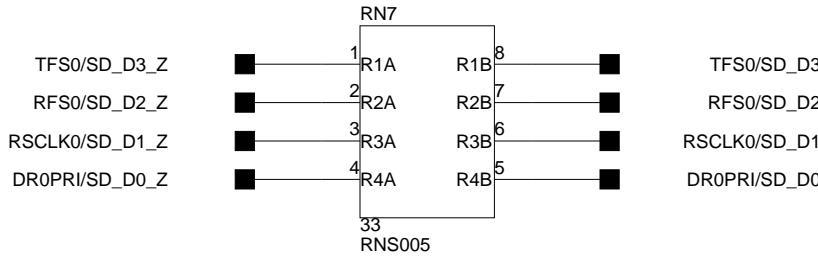 RN7
TFS0/SD_D3_Z 1 R1A R1B 8 TFS0/SD_D3
RFS0/SD_D2_Z 2 R2A R2B 7 RFS0/SD_D2
RSCLK0/SD_D1_Z 3 R3A R3B 6 RSCLK0/SD_D1
DR0PRI/SD_D0_Z 4 R4A R4B 5 DR0PRI/SD_D0
33
RNS005